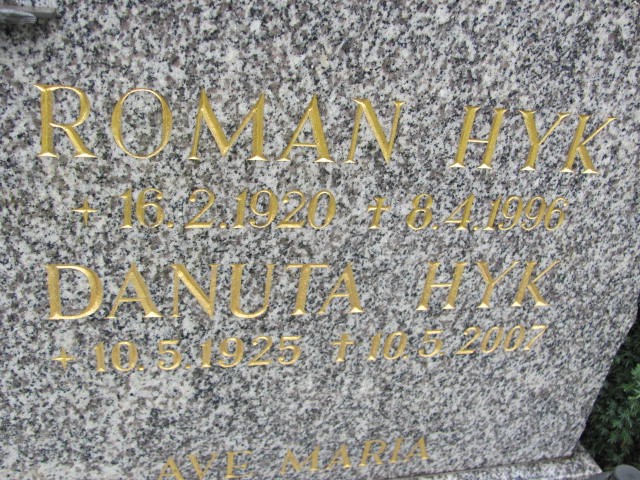 ROMAN HYK
+ 16.2.1920 † 8.4.1996
DANUTA HYK
+ 10.5.1925 † 10.5.2007
AVE MARIA